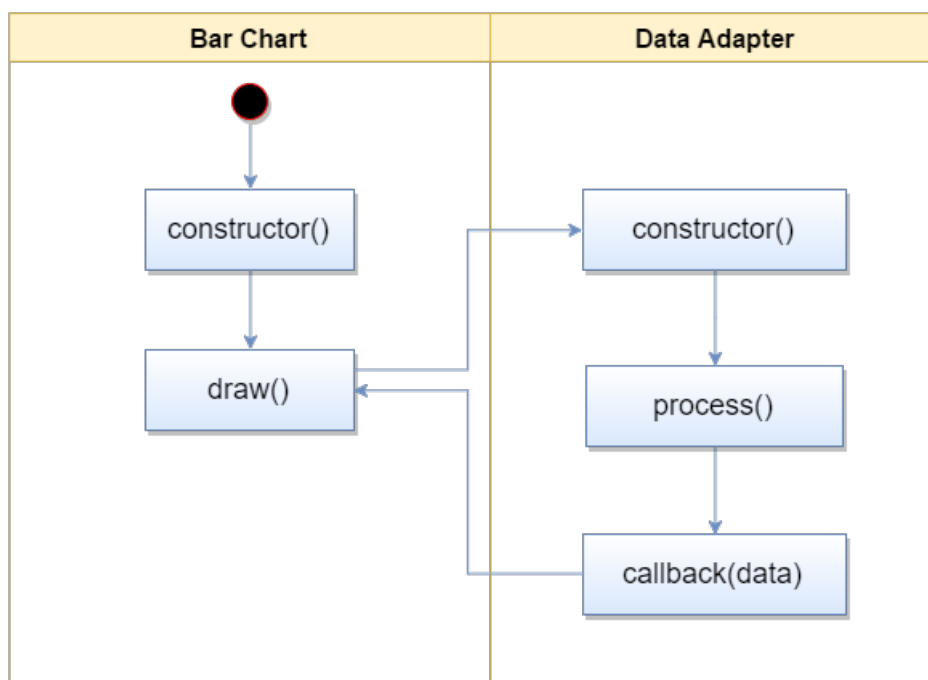 Bar Chart
Data Adapter
constructor()
constructor()
draw()
process()
callback(data)